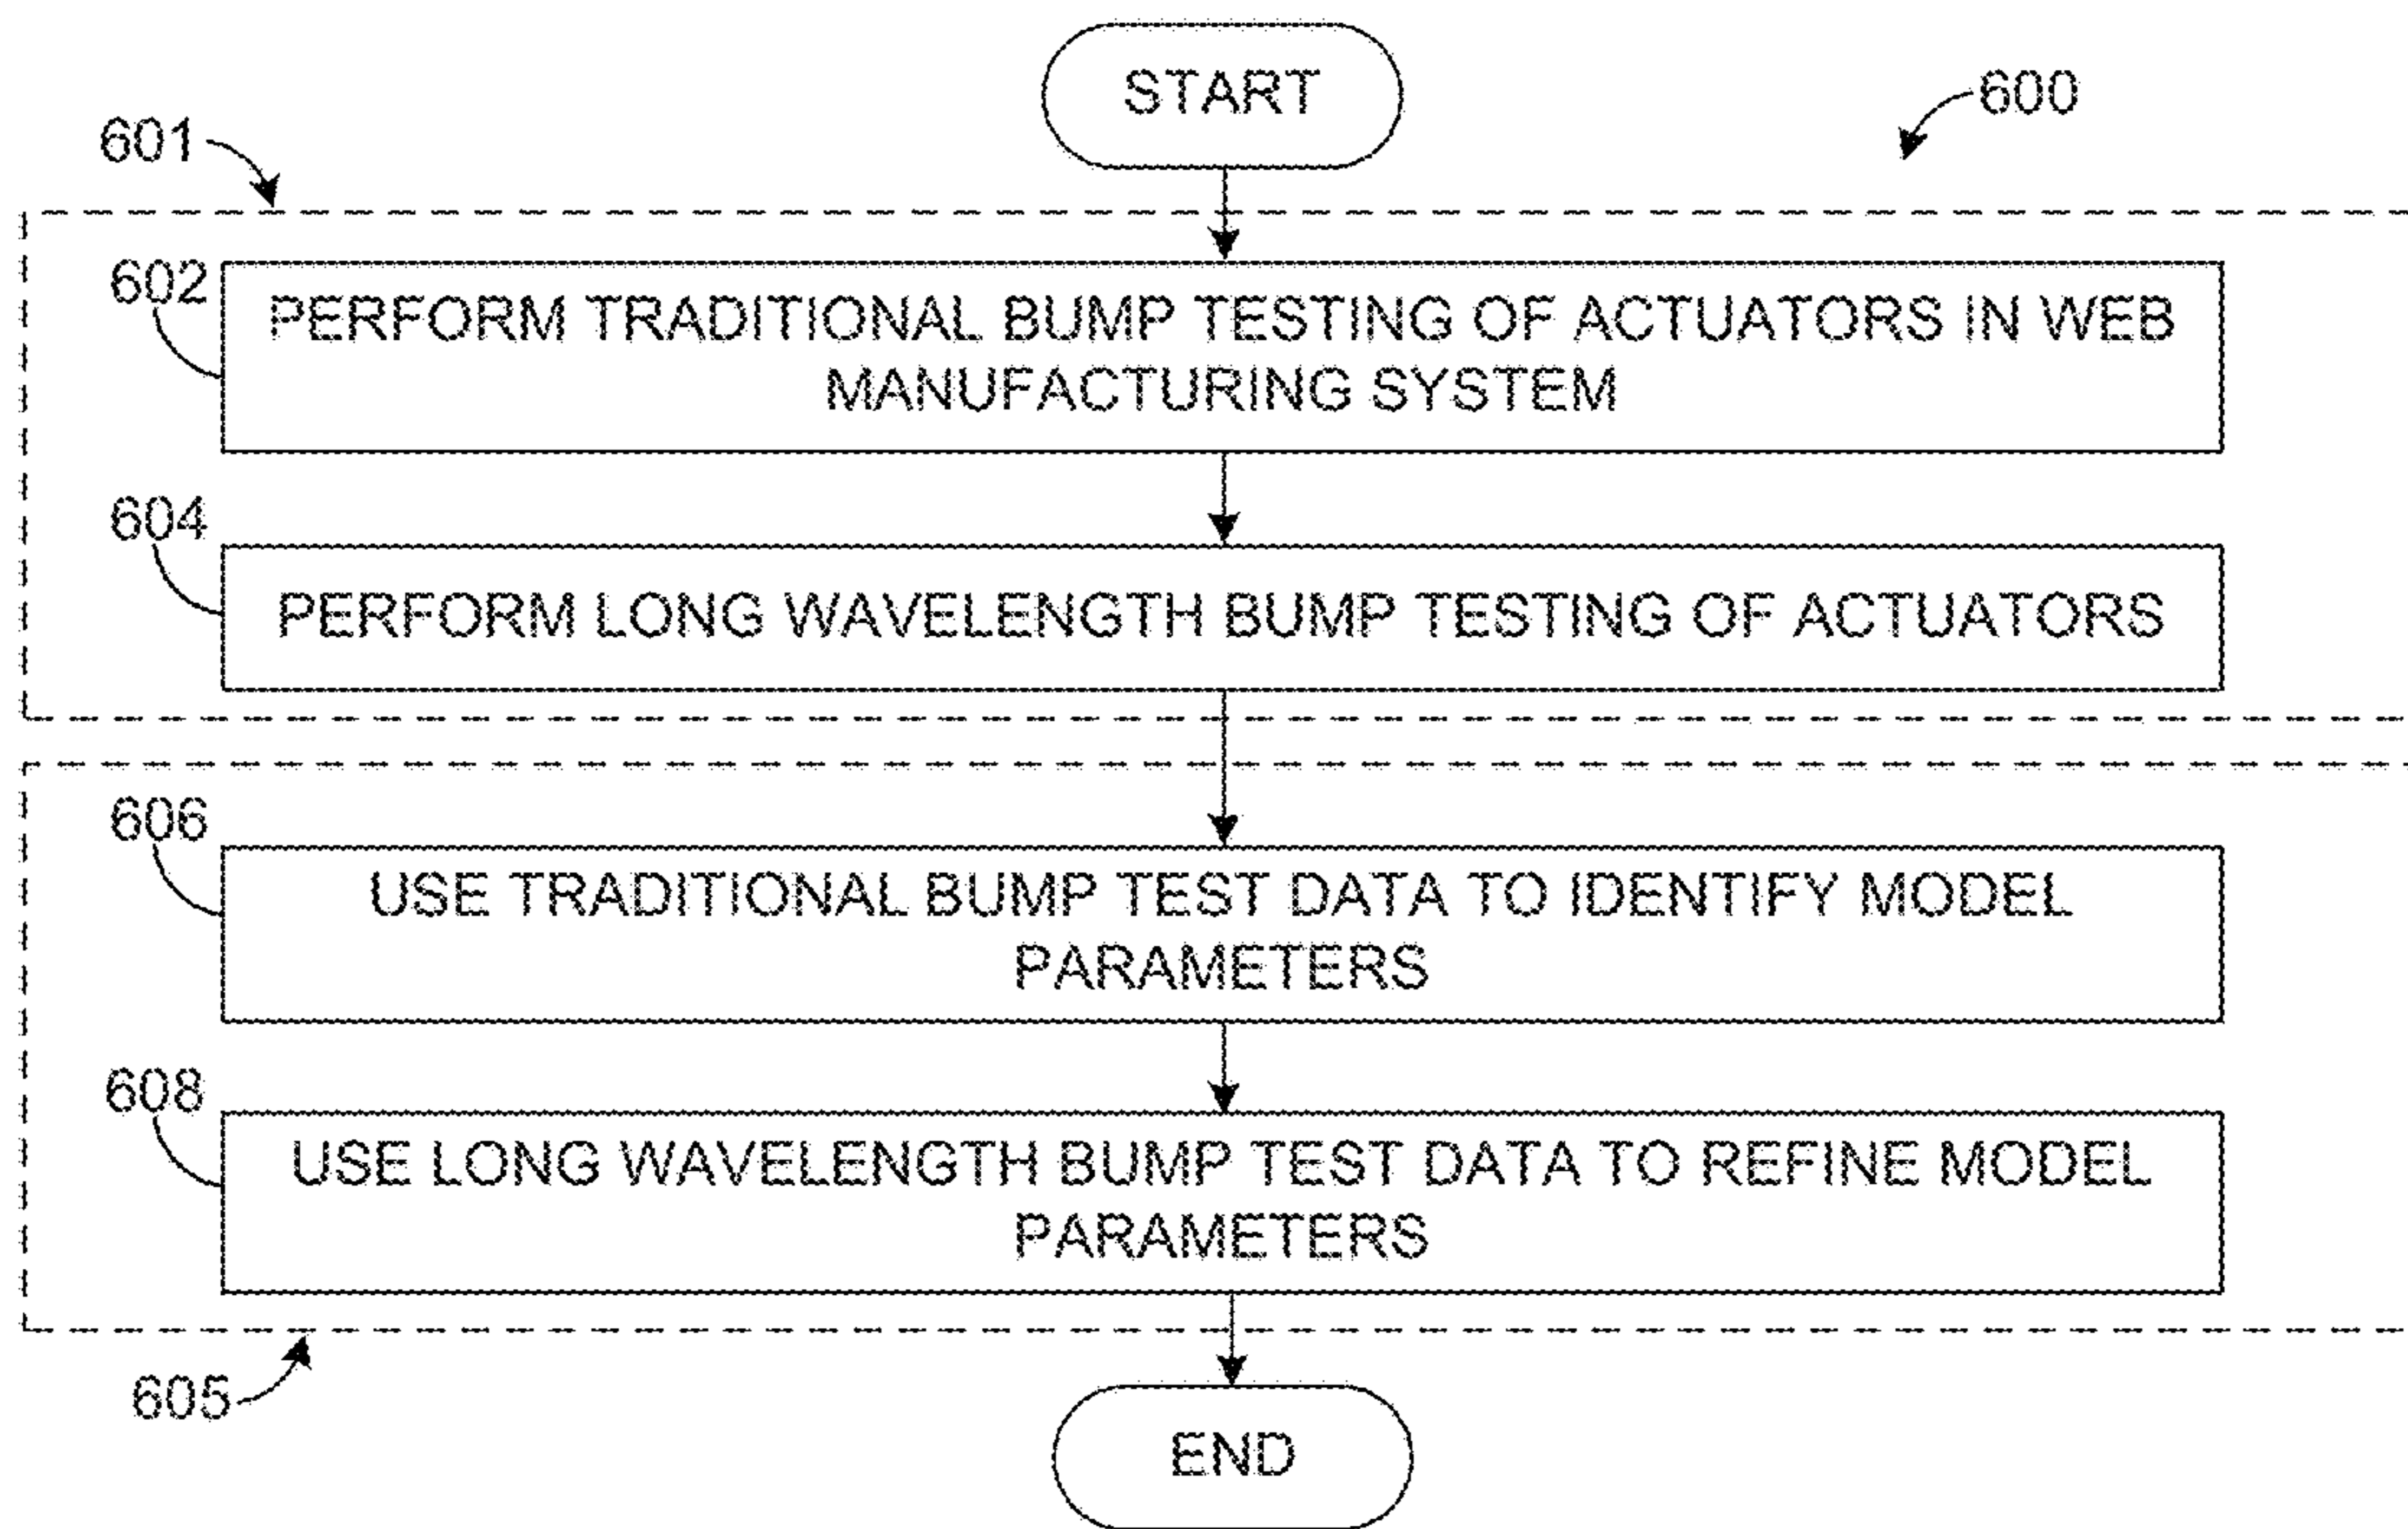 START
600
601
602
PERFORM TRADITIONAL BUMP TESTING OF ACTUATORS IN WEB
MANUFACTURING SYSTEM
604
PERFORM LONG WAVELENGTH BUMP TESTING OF ACTUATORS
606
USE TRADITIONAL BUMP TEST DATA TO IDENTIFY MODEL
PARAMETERS
608
USE LONG WAVELENGTH BUMP TEST DATA TO REFINE MODEL
PARAMETERS
605
END